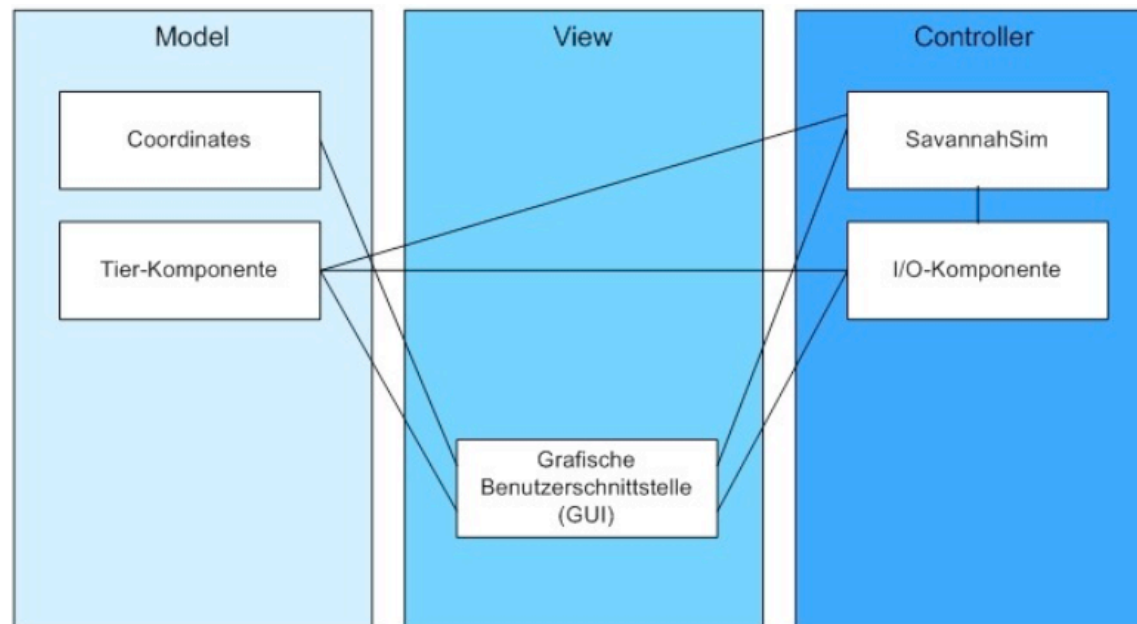 Model
View
Controller
Coordinates
SavannahSim
Tier-Komponente
I/O-Komponente
Grafische
Benutzerschnittstelle
(GUI)